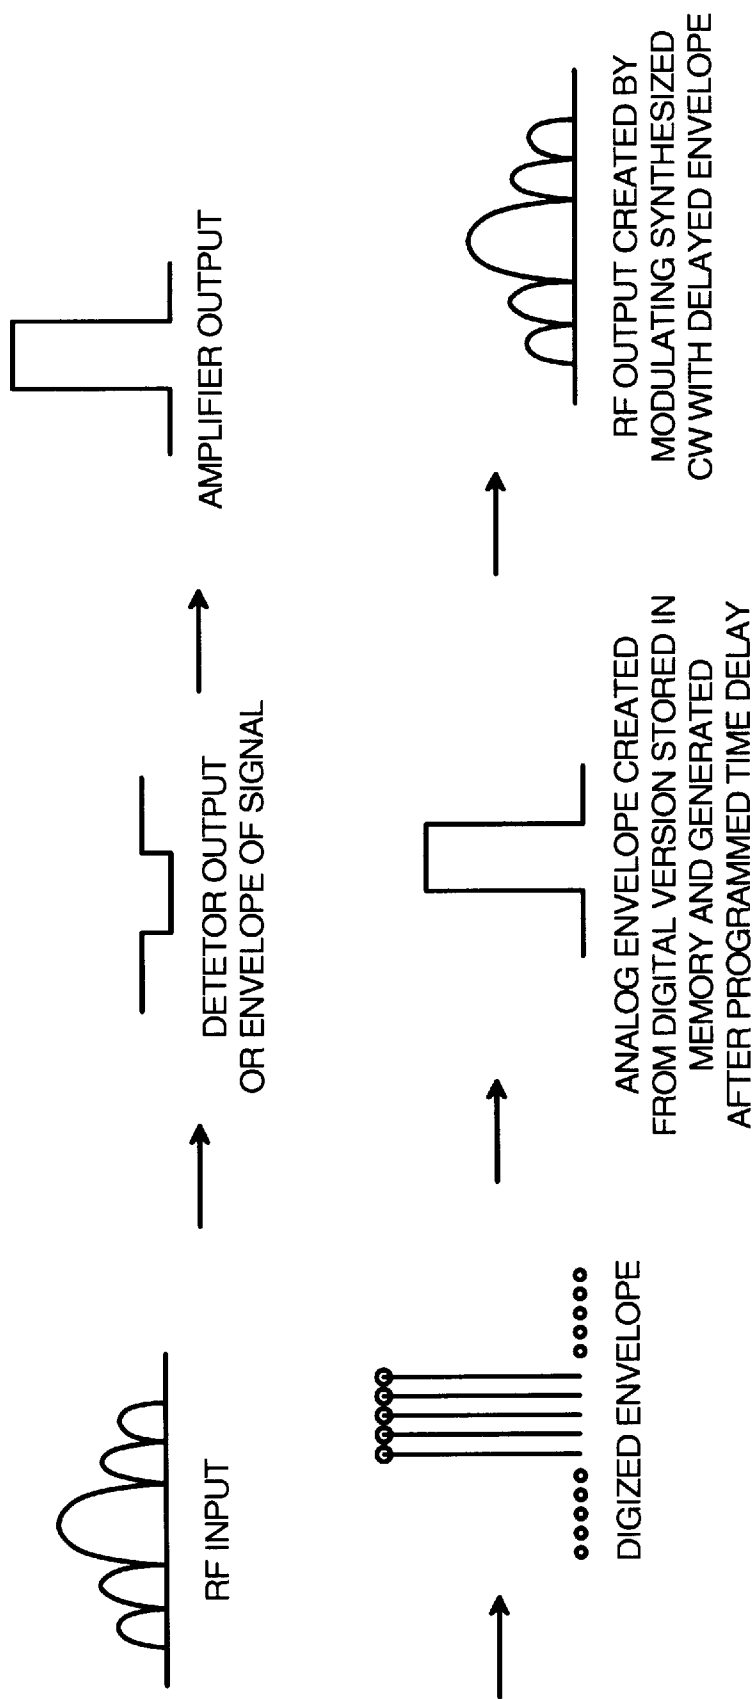 RF INPUT
DETETOR OUTPUT
OR ENVELOPE OF SIGNAL
AMPLIFIER OUTPUT
DIGIZED ENVELOPE
ANALOG ENVELOPE CREATED
FROM DIGITAL VERSION STORED IN
MEMORY AND GENERATED
AFTER PROGRAMMED TIME DELAY
RF OUTPUT CREATED BY
MODULATING SYNTHESIZED
CW WITH DELAYED ENVELOPE